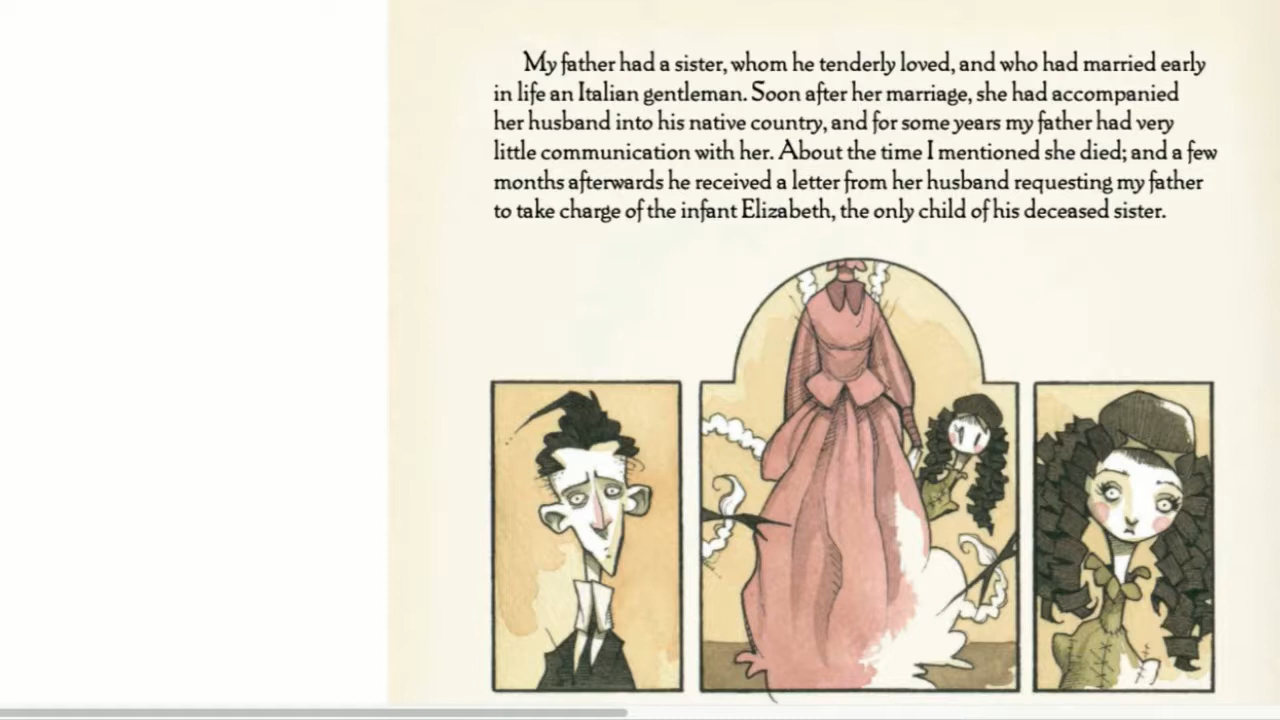 My father had a sister, whom he tenderly loved, and who had married early
in life an Italian gentleman. Soon after her marriage, she had accompanied
her husband into his native country, and for some years my father had very
little communication with her. About the time I mentioned she died; and a few
months afterwards he received a letter from her husband requesting my father
to take charge of the infant Elizabeth, the only child of his deceased sister.